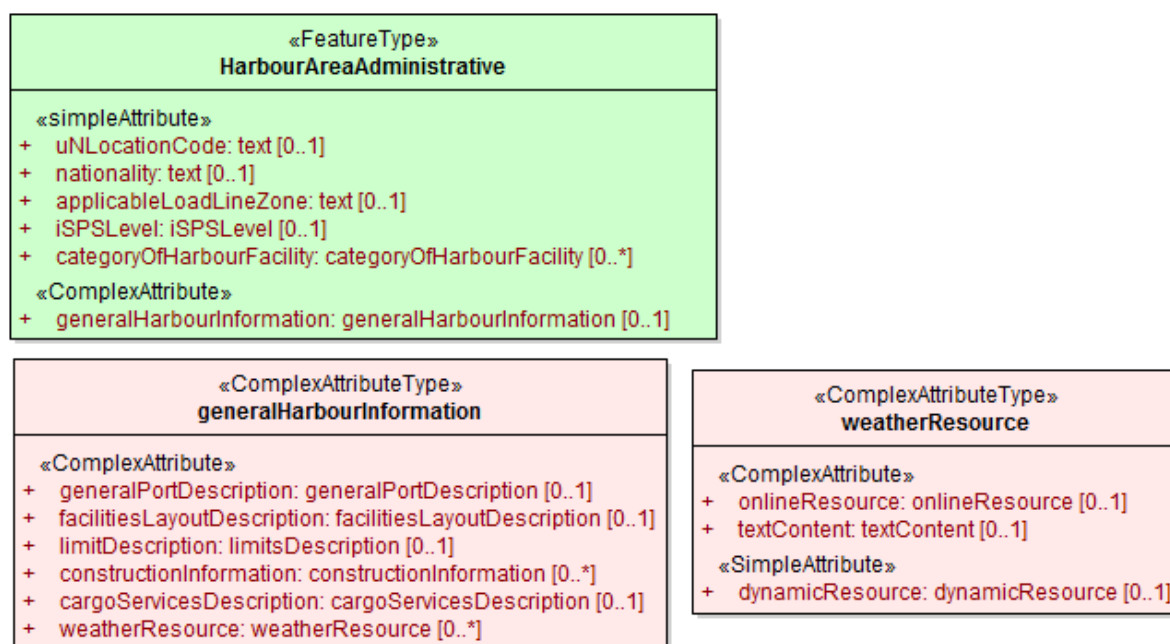 «FeatureType»
HarbourAreaAdministrative
«simpleAttribute»
+ uNLocationCode: text [0..1]
+ nationality: text [0..1]
+ applicableLoadLineZone: text [0..1]
+ iSPSLevel: iSPSLevel [0..1]
+ categoryOfHarbourFacility: categoryOfHarbourFacility [0..*]
«ComplexAttribute»
+ generalHarbourInformation: generalHarbourInformation [0..1]
«ComplexAttributeType»
generalHarbourInformation
«ComplexAttribute»
+ generalPortDescription: generalPortDescription [0..1]
+ facilitiesLayoutDescription: facilitiesLayoutDescription [0..1]
+ limitDescription: limitsDescription [0..1]
+ constructionInformation: constructionInformation [0..*]
+ cargoServicesDescription: cargoServicesDescription [0..1]
+ weatherResource: weatherResource [0..*]
«ComplexAttributeType»
weatherResource
«ComplexAttribute»
+ onlineResource: onlineResource [0..1]
+ textContent: textContent [0..1]
«SimpleAttribute»
+ dynamicResource: dynamicResource [0..1]